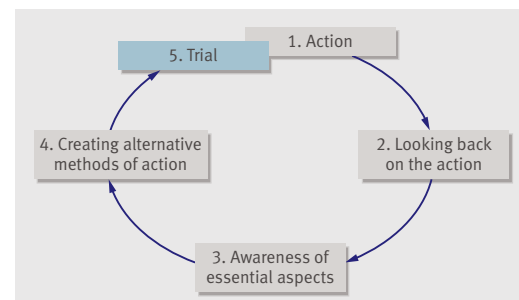 1. Action
2. Looking back
on the action
3. Awareness of
essential aspects
4. Creating alternative
methods of action
5. Trial